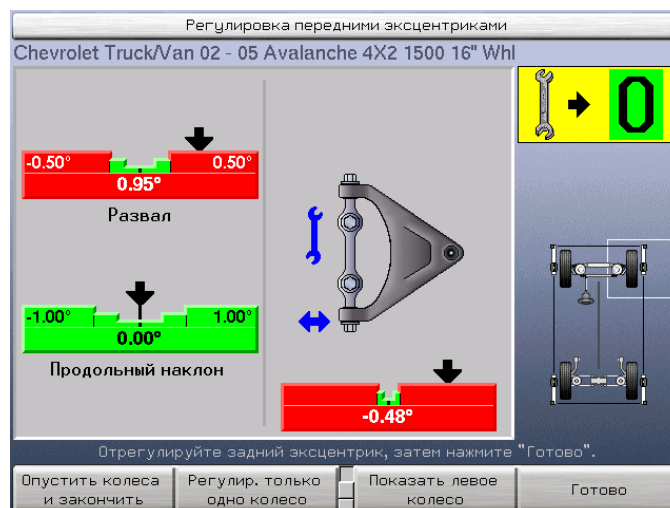 Регулировка передними эксцентриками
Chevrolet Truck/Van 02 - 05 Avalanche 4X2 1500 16" Whl
0
-0.50° 0.50°
0.95°
Развал
-1.00° 1.00°
0.00°
Продольный наклон
-0.48°
Отрегулируйте задний эксцентрик, затем нажмите "Готово".
Опустить колеса
и закончить
Регулир. только
одно колесо
Показать левое
колесо
Готово